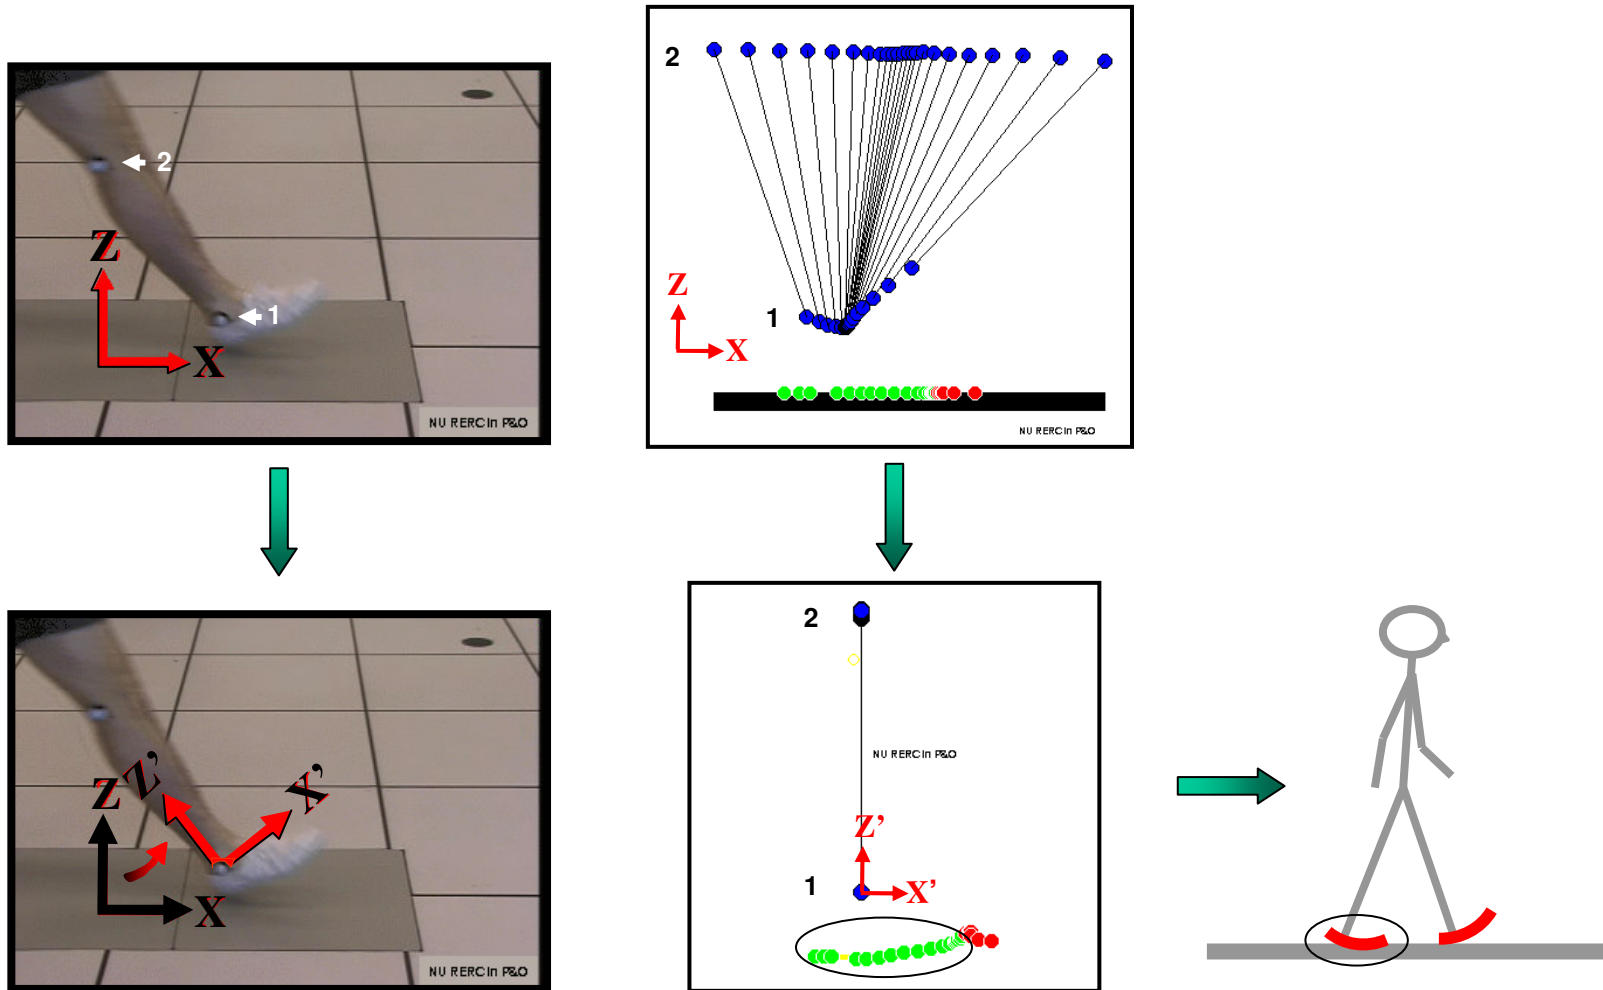 2
1
Z
X
NU RERC in P&O
2
1
Z
X
NU RERC in P&O
Z
Z'
X'
X
NU RERC in P&O
2
NU RERC in P&O
Z'
1
X'